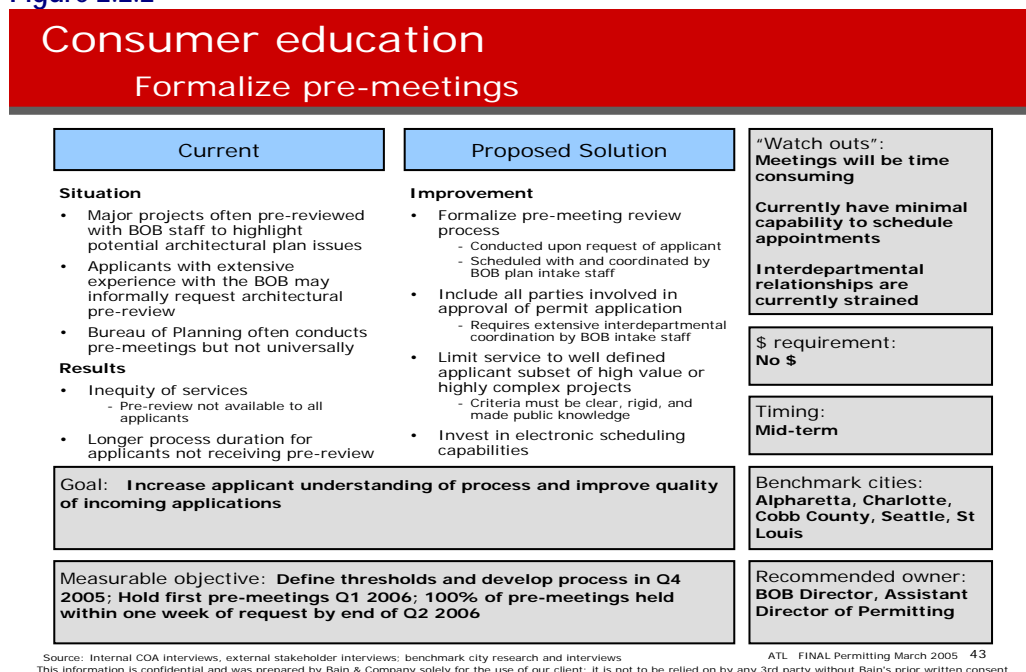 Figure 2.2.2
Consumer education
Formalize pre-meetings
Current
Situation
• Major projects often pre-reviewed
with BOB staff to highlight
potential architectural plan issues
• Applicants with extensive
experience with the BOB may
informally request architectural
pre-review
• Bureau of Planning often conducts
pre-meetings but not universally
Results
• Inequity of services
- Pre-review not available to all
applicants
• Longer process duration for
applicants not receiving pre-review
Proposed Solution
Improvement
• Formalize pre-meeting review
process
- Conducted upon request of applicant
- Scheduled with and coordinated by
BOB plan intake staff
• Include all parties involved in
approval of permit application
- Requires extensive interdepartmental
coordination by BOB intake staff
• Limit service to well defined
applicant subset of high value or
highly complex projects
- Criteria must be clear, rigid, and
made public knowledge
• Invest in electronic scheduling
capabilities
"Watch outs":
Meetings will be time
consuming
Currently have minimal
capability to schedule
appointments
Interdepartmental
relationships are
currently strained
$ requirement:
No $
Timing:
Mid-term
Goal: Increase applicant understanding of process and improve quality
of incoming applications
Benchmark cities:
Alpharetta, Charlotte,
Cobb County, Seattle, St
Louis
Measurable objective: Define thresholds and develop process in Q4
2005; Hold first pre-meetings Q1 2006; 100% of pre-meetings held
within one week of request by end of Q2 2006
Recommended owner:
BOB Director, Assistant
Director of Permitting
Source: Internal COA interviews, external stakeholder interviews; benchmark city research and interviews
ATL FINAL Permitting March 2005 43
This information is confidential and was prepared by Bain & Company solely for the use of our client; it is not to be relied on by any 3rd party without Bain's prior written consent